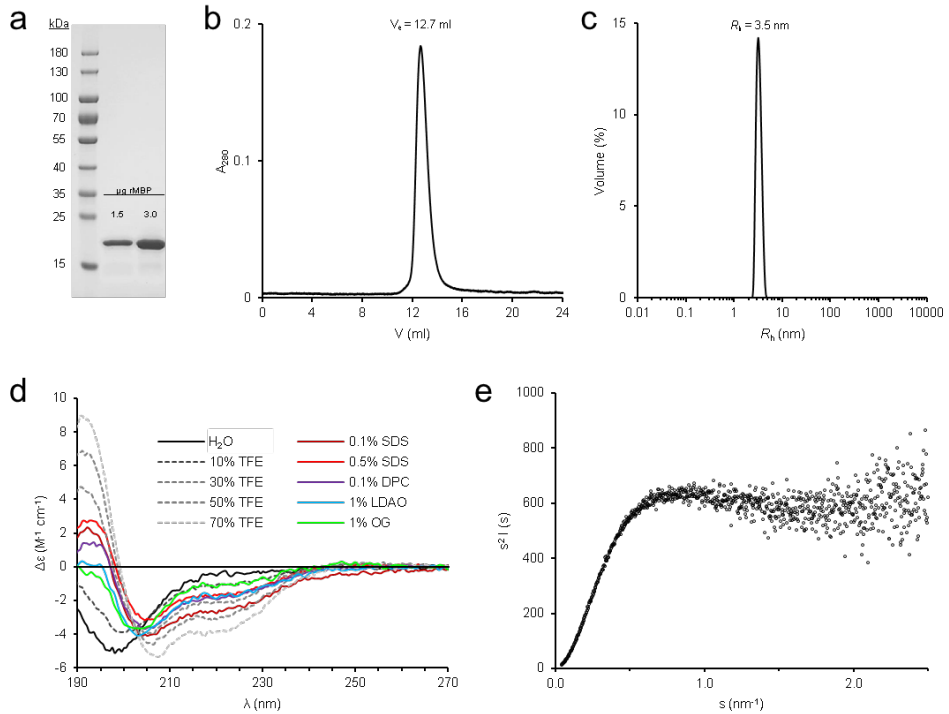 a
kDa
180
130
100
70
55
40
35
25
15
µg rMBP
1.5 3.0
b
Vₑ = 12.7 ml
0.2
0.1
0
A₂₈₀
0 4 8 12 16 20 24
V (ml)
c
Rₕ = 3.5 nm
15
10
5
0
Volume (%)
0.01 0.1 1 10 100 1000 10000
Rₕ (nm)
d
10
8
6
4
2
0
-2
-4
-6
Δε (M⁻¹ cm⁻¹)
H₂O
10% TFE
30% TFE
50% TFE
70% TFE
0.1% SDS
0.5% SDS
0.1% DPC
1% LDAO
1% OG
190 210 230 250 270
λ (nm)
e
1000
800
600
400
200
0
s² I (s)
0.0 0.5 1.0 1.5 2.0
s (nm⁻¹)